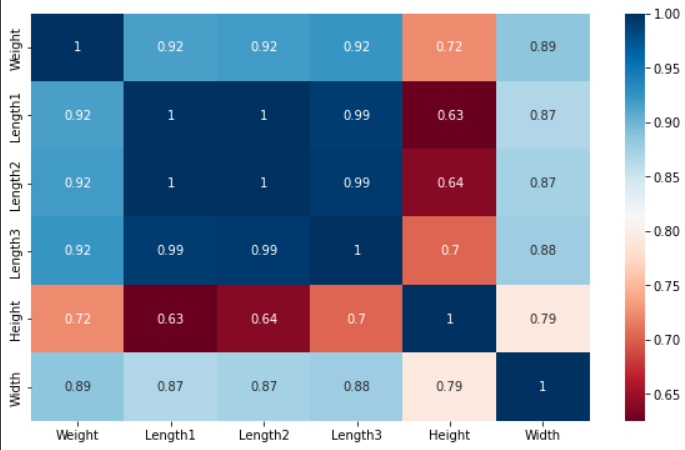 Weight 1 0.92 0.92 0.92 0.72 0.89
Length1 0.92 1 1 0.99 0.63 0.87
Length2 0.92 1 1 0.99 0.64 0.87
Length3 0.92 0.99 0.99 1 0.7 0.88
Height 0.72 0.63 0.64 0.7 1 0.79
Width 0.89 0.87 0.87 0.88 0.79 1
Weight Length1 Length2 Length3 Height Width
1.00
0.95
0.90
0.85
0.80
0.75
0.70
0.65